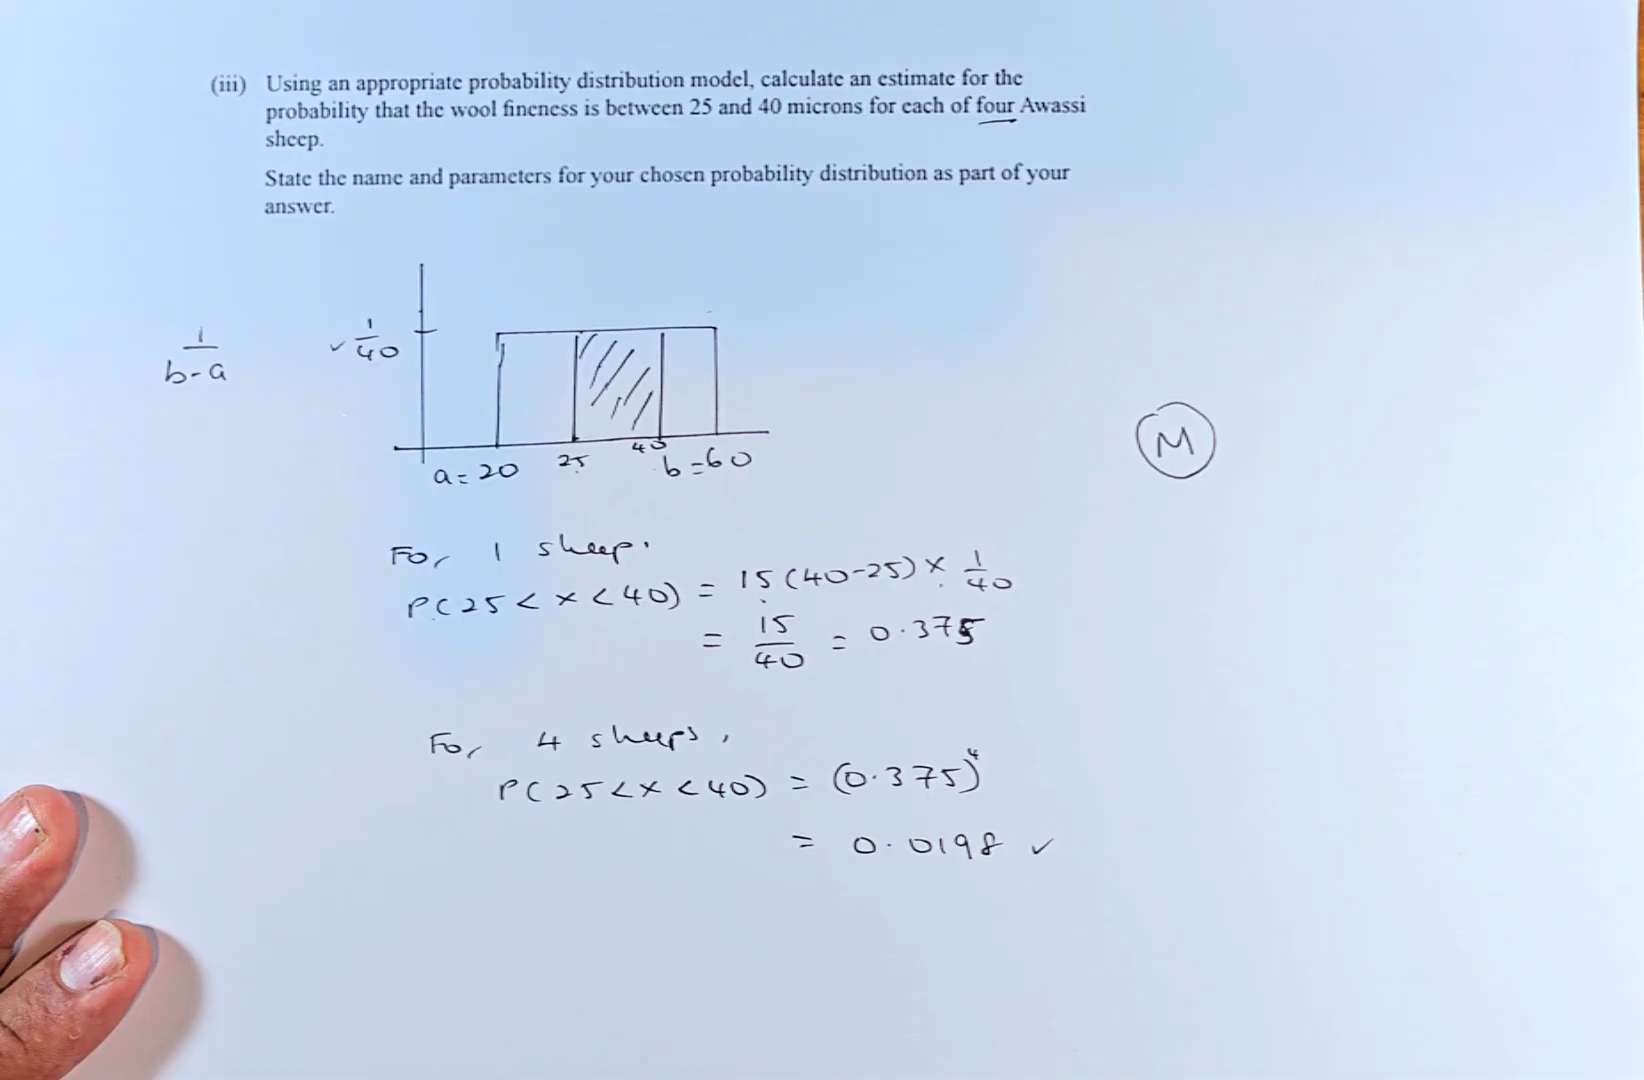 (iii) Using an appropriate probability distribution model, calculate an estimate for the
probability that the wool fineness is between 25 and 40 microns for each of four Awassi
sheep.
State the name and parameters for your chosen probability distribution as part of your
answer.
1/(b-a)
✓ 1/40
a=20 25 40 b=60
M
For 1 sheep.
P(25 < x < 40) = 15 (40-25) × 1/40
= 15/40 = 0.375
For 4 sheeps,
P(25 < x < 40) = (0.375)⁴
= 0.0198 ✓